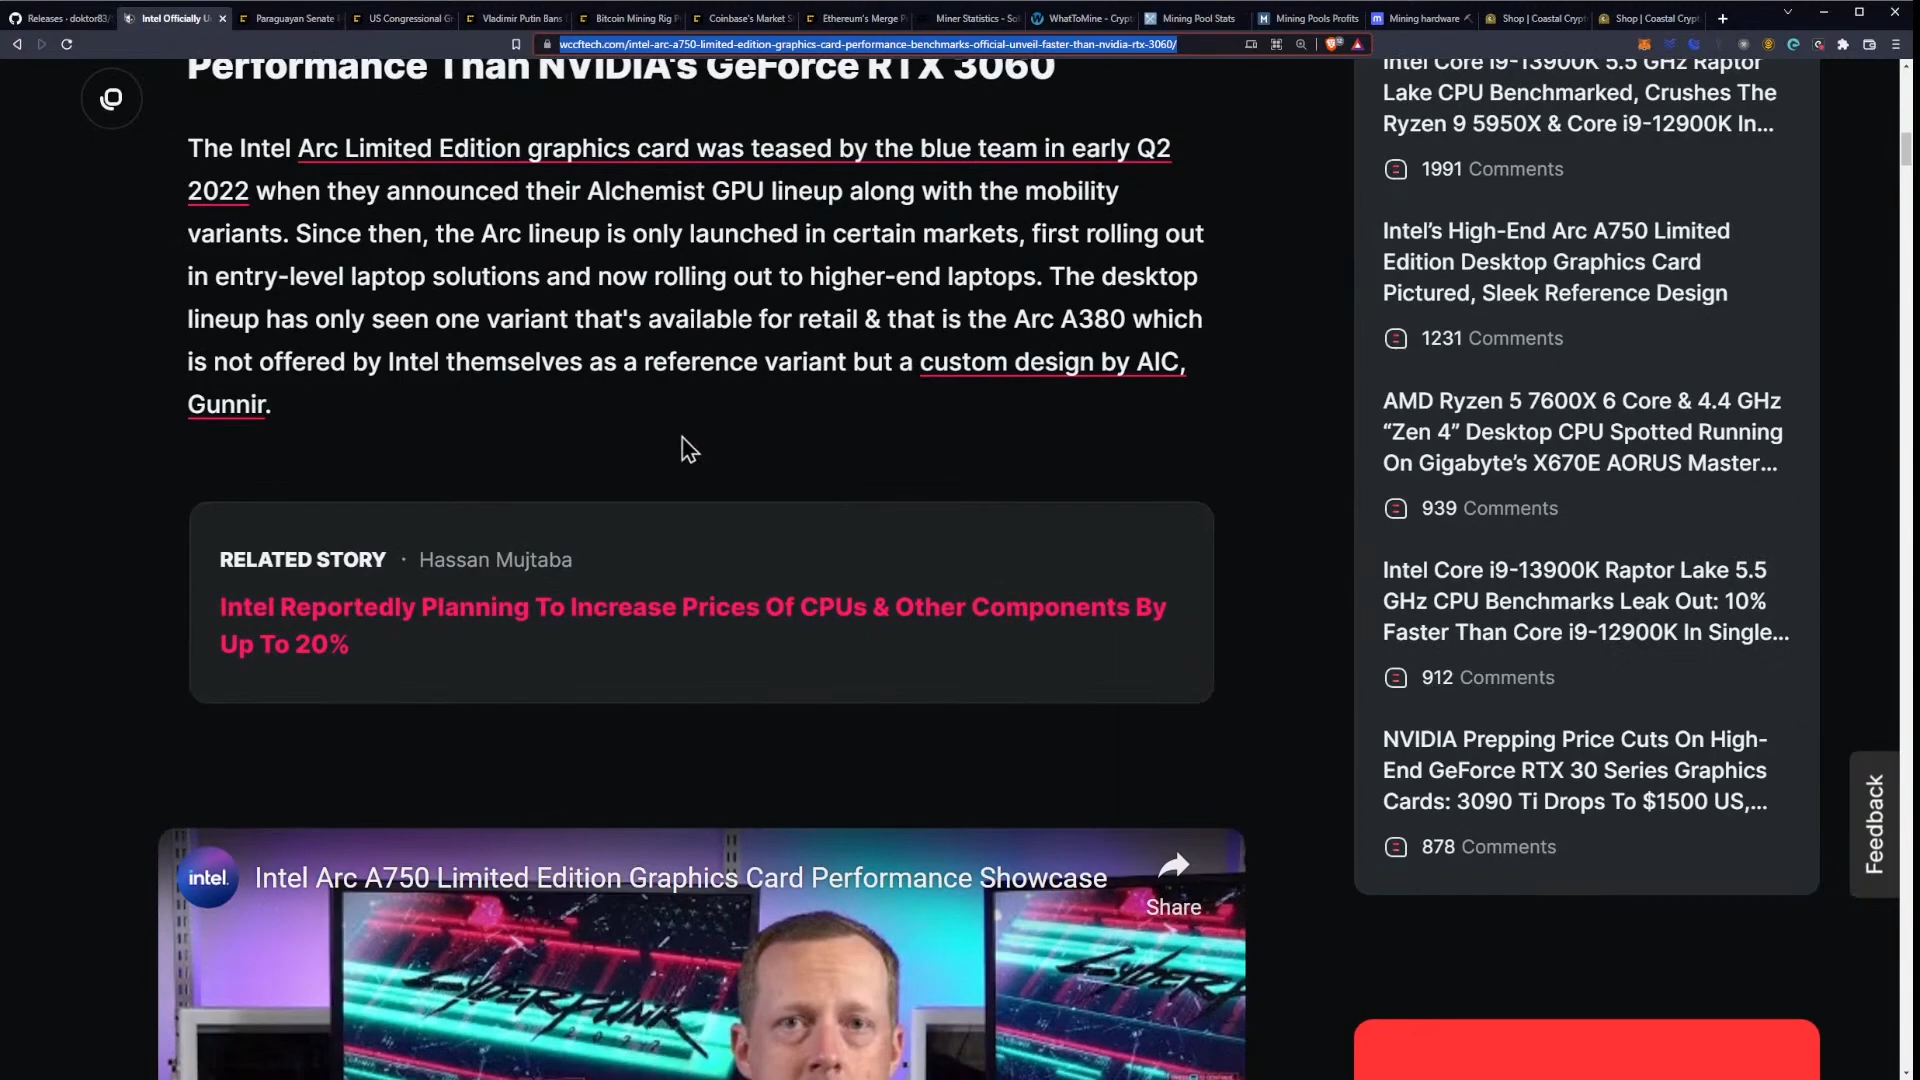 Releases · doktor83/
Intel Officially U
Paraguayan Senate
US Congressional G
Vladimir Putin Bans
Bitcoin Mining Rig P
Coinbase's Market S
Ethereum's Merge P
Miner Statistics - Sol
WhatToMine - Crypt
Mining Pool Stats
Mining Pools Profits
Mining hardware
Shop | Coastal Crypt
Shop | Coastal Crypt
wccftech.com/intel-arc-a750-limited-edition-graphics-card-performance-benchmarks-official-unveil-faster-than-nvidia-rtx-3060/
Performance Than NVIDIA's GeForce RTX 3060
The Intel Arc Limited Edition graphics card was teased by the blue team in early Q2
2022 when they announced their Alchemist GPU lineup along with the mobility
variants. Since then, the Arc lineup is only launched in certain markets, first rolling out
in entry-level laptop solutions and now rolling out to higher-end laptops. The desktop
lineup has only seen one variant that's available for retail & that is the Arc A380 which
is not offered by Intel themselves as a reference variant but a custom design by AIC,
Gunnir.
RELATED STORY · Hassan Mujtaba
Intel Reportedly Planning To Increase Prices Of CPUs & Other Components By
Up To 20%
intel.
Intel Arc A750 Limited Edition Graphics Card Performance Showcase
Share
CYBERPUNK
2077
Intel Core i9-13900K 5.5 GHz Raptor
Lake CPU Benchmarked, Crushes The
Ryzen 9 5950X & Core i9-12900K In...
1991 Comments
Intel's High-End Arc A750 Limited
Edition Desktop Graphics Card
Pictured, Sleek Reference Design
1231 Comments
AMD Ryzen 5 7600X 6 Core & 4.4 GHz
“Zen 4” Desktop CPU Spotted Running
On Gigabyte's X670E AORUS Master...
939 Comments
Intel Core i9-13900K Raptor Lake 5.5
GHz CPU Benchmarks Leak Out: 10%
Faster Than Core i9-12900K In Single...
912 Comments
NVIDIA Prepping Price Cuts On High-
End GeForce RTX 30 Series Graphics
Cards: 3090 Ti Drops To $1500 US,...
878 Comments
Feedback